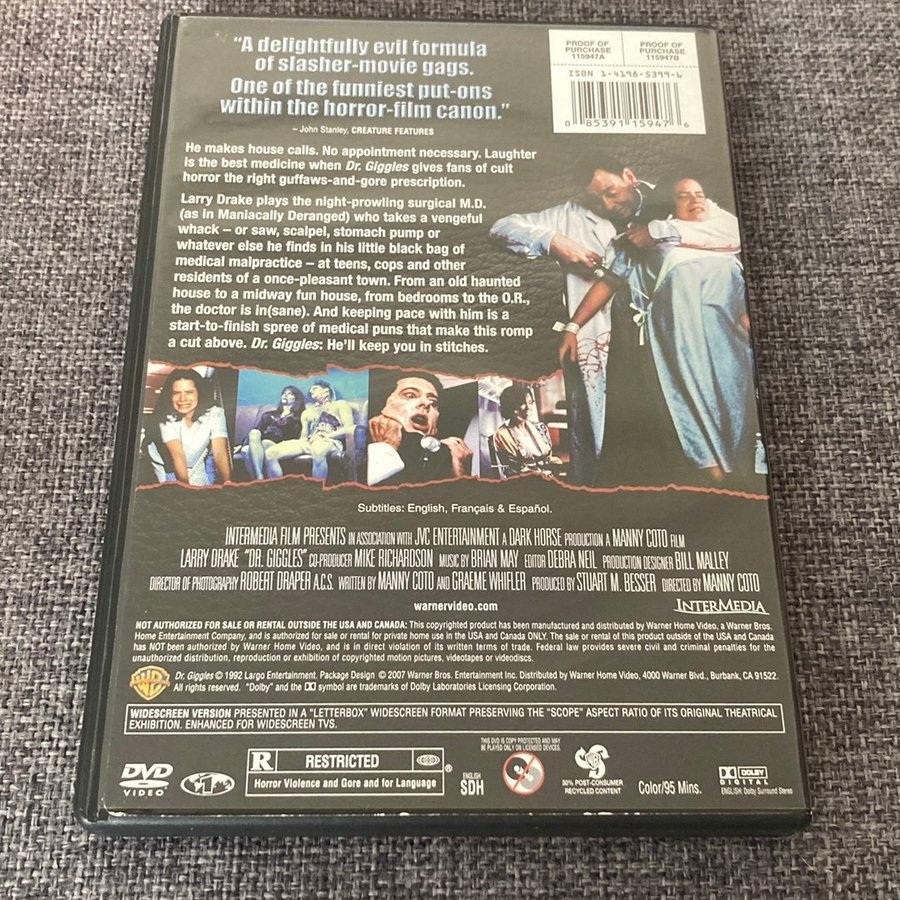 "A delightfully evil formula
of slasher-movie gags.
One of the funniest put-ons
within the horror-film canon."
– John Stanley, CREATURE FEATURES
PROOF OF PURCHASE 115947A
PROOF OF PURCHASE 115947B
ISBN 1-4198-5399-6
0 85391 15947 6
He makes house calls. No appointment necessary. Laughter
is the best medicine when Dr. Giggles gives fans of cult
horror the right guffaws-and-gore prescription.
Larry Drake plays the night-prowling surgical M.D.
(as in Maniacally Deranged) who takes a vengeful
whack – or saw, scalpel, stomach pump or
whatever else he finds in his little black bag of
medical malpractice – at teens, cops and other
residents of a once-pleasant town. From an old haunted
house to a midway fun house, from bedrooms to the O.R.,
the doctor is in(sane). And keeping pace with him is a
start-to-finish spree of medical puns that make this romp
a cut above. Dr. Giggles: He'll keep you in stitches.
Subtitles: English, Français & Español.
INTERMEDIA FILM PRESENTS IN ASSOCIATION WITH JVC ENTERTAINMENT A DARK HORSE PRODUCTION A MANNY COTO FILM
LARRY DRAKE "DR. GIGGLES" CO-PRODUCER MIKE RICHARDSON MUSIC BY BRIAN MAY EDITOR DEBRA NEIL PRODUCTION DESIGNER BILL MALLEY
DIRECTOR OF PHOTOGRAPHY ROBERT DRAPER A.C.S. WRITTEN BY MANNY COTO AND GRAEME WHIFLER PRODUCED BY STUART M. BESSER DIRECTED BY MANNY COTO
warnervideo.com
INTERMEDIA
NOT AUTHORIZED FOR SALE OR RENTAL OUTSIDE THE USA AND CANADA: This copyrighted product has been manufactured and distributed by Warner Home Video, a Warner Bros.
Home Entertainment Company, and is authorized for sale or rental for private home use in the USA and Canada ONLY. The sale or rental of this product outside of the USA and Canada
has NOT been authorized by Warner Home Video, and is in direct violation of its written terms of trade. Federal law provides severe civil and criminal penalties for the
unauthorized distribution, reproduction or exhibition of copyrighted motion pictures, videotapes or videodiscs.
Dr. Giggles © 1992 Largo Entertainment. Package Design © 2007 Warner Bros. Entertainment Inc. Distributed by Warner Home Video, 4000 Warner Blvd., Burbank, CA 91522.
All rights reserved. "Dolby" and the DD symbol are trademarks of Dolby Laboratories Licensing Corporation.
WIDESCREEN VERSION PRESENTED IN A "LETTERBOX" WIDESCREEN FORMAT PRESERVING THE "SCOPE" ASPECT RATIO OF ITS ORIGINAL THEATRICAL
EXHIBITION. ENHANCED FOR WIDESCREEN TVS.
DVD
VIDEO
1
R RESTRICTED ®
Horror Violence and Gore and for Language
ENGLISH
SDH
THIS DVD IS COPY PROTECTED AND MAY
BE PLAYED ONLY ON LICENSED DEVICES.
30% POST-CONSUMER
RECYCLED CONTENT
Color/95 Mins.
DOLBY
DIGITAL
ENGLISH: Dolby Surround Stereo